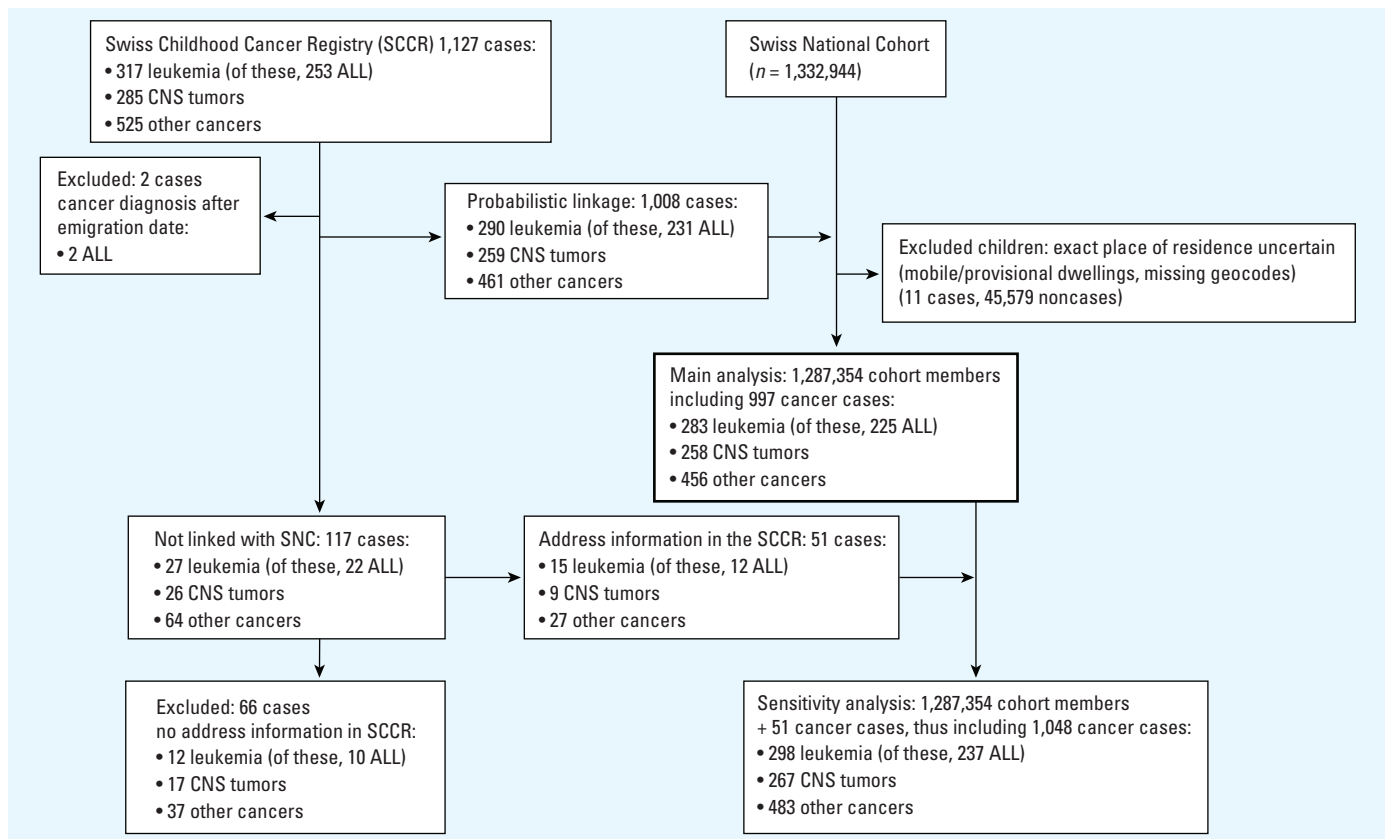 Swiss Childhood Cancer Registry (SCCR) 1,127 cases:
• 317 leukemia (of these, 253 ALL)
• 285 CNS tumors
• 525 other cancers
Swiss National Cohort
(n = 1,332,944)
Excluded: 2 cases
cancer diagnosis after
emigration date:
• 2 ALL
Probabilistic linkage: 1,008 cases:
• 290 leukemia (of these, 231 ALL)
• 259 CNS tumors
• 461 other cancers
Excluded children: exact place of residence uncertain
(mobile/provisional dwellings, missing geocodes)
(11 cases, 45,579 noncases)
Main analysis: 1,287,354 cohort members
including 997 cancer cases:
• 283 leukemia (of these, 225 ALL)
• 258 CNS tumors
• 456 other cancers
Not linked with SNC: 117 cases:
• 27 leukemia (of these, 22 ALL)
• 26 CNS tumors
• 64 other cancers
Address information in the SCCR: 51 cases:
• 15 leukemia (of these, 12 ALL)
• 9 CNS tumors
• 27 other cancers
Excluded: 66 cases
no address information in SCCR:
• 12 leukemia (of these, 10 ALL)
• 17 CNS tumors
• 37 other cancers
Sensitivity analysis: 1,287,354 cohort members
+ 51 cancer cases, thus including 1,048 cancer cases:
• 298 leukemia (of these, 237 ALL)
• 267 CNS tumors
• 483 other cancers